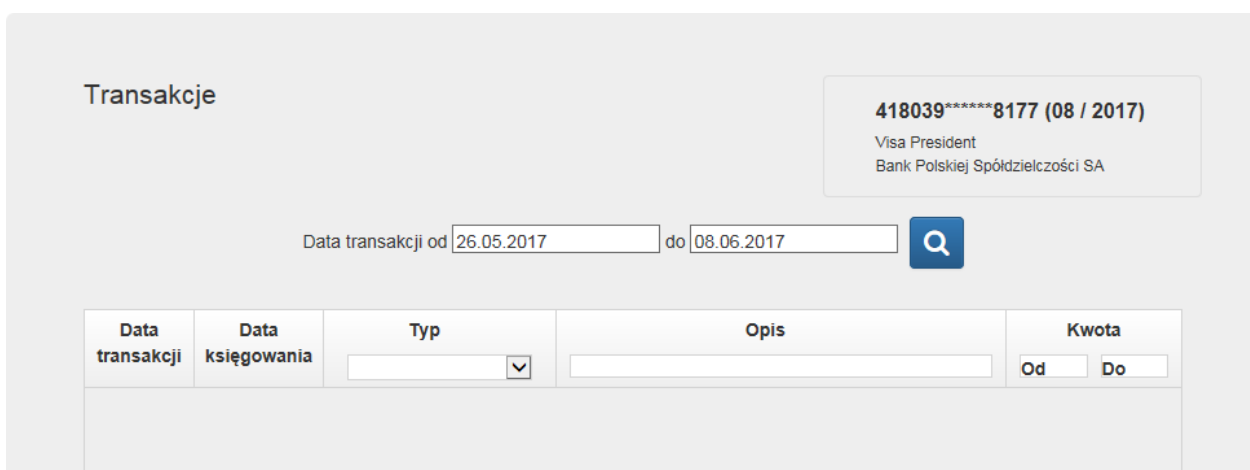 Transakcje
418039******8177 (08 / 2017)
Visa President
Bank Polskiej Spółdzielczości SA
Data transakcji od 26.05.2017 do 08.06.2017
Data transakcji
Data księgowania
Typ
Opis
Kwota
Od Do